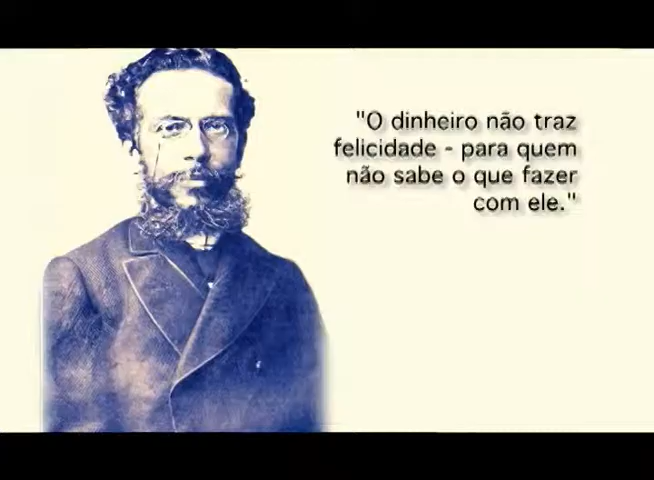 "O dinheiro não traz
felicidade - para quem
não sabe o que fazer
com ele."